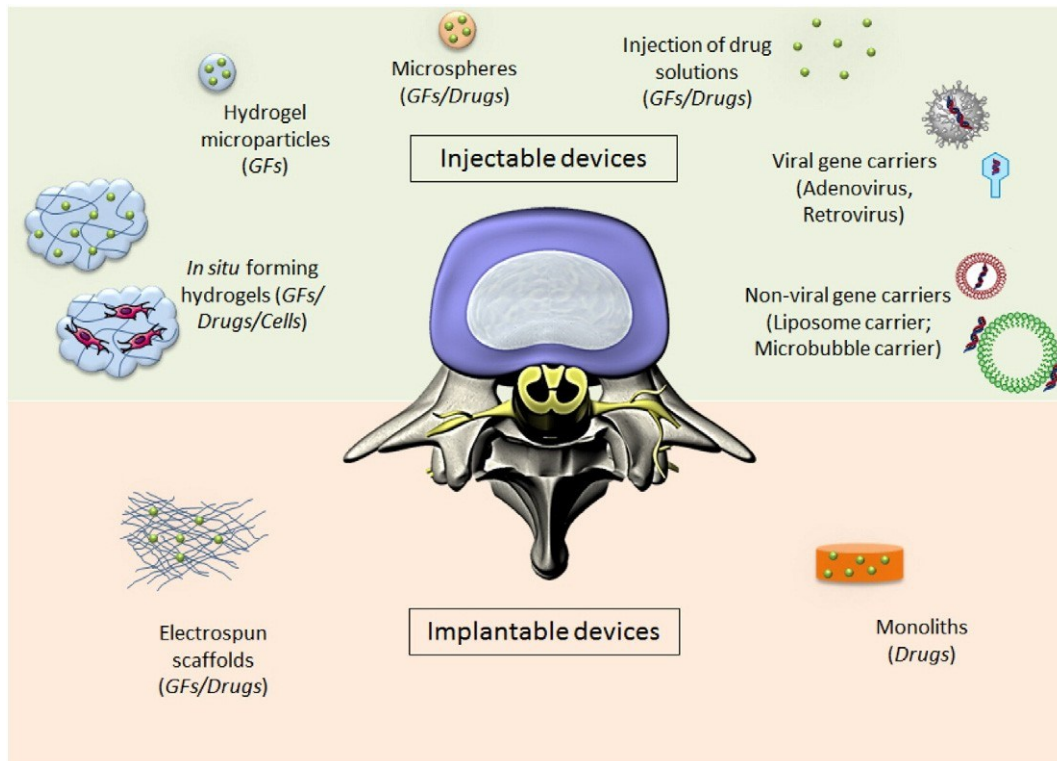 Microspheres
(GFs/Drugs)
Injection of drug
solutions
(GFs/Drugs)
Hydrogel
microparticles
(GFs)
Injectable devices
Viral gene carriers
(Adenovirus,
Retrovirus)
In situ forming
hydrogels (GFs/
Drugs/Cells)
Non-viral gene carriers
(Liposome carrier;
Microbubble carrier)
Electrospun
scaffolds
(GFs/Drugs)
Implantable devices
Monoliths
(Drugs)